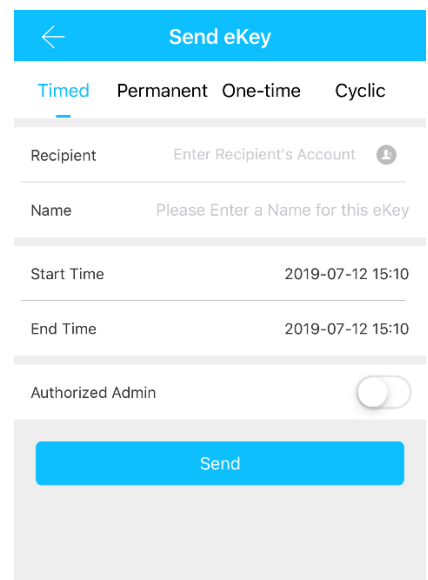 Send eKey
Timed Permanent One-time Cyclic
Recipient Enter Recipient's Account
Name Please Enter a Name for this eKey
Start Time 2019-07-12 15:10
End Time 2019-07-12 15:10
Authorized Admin
Send